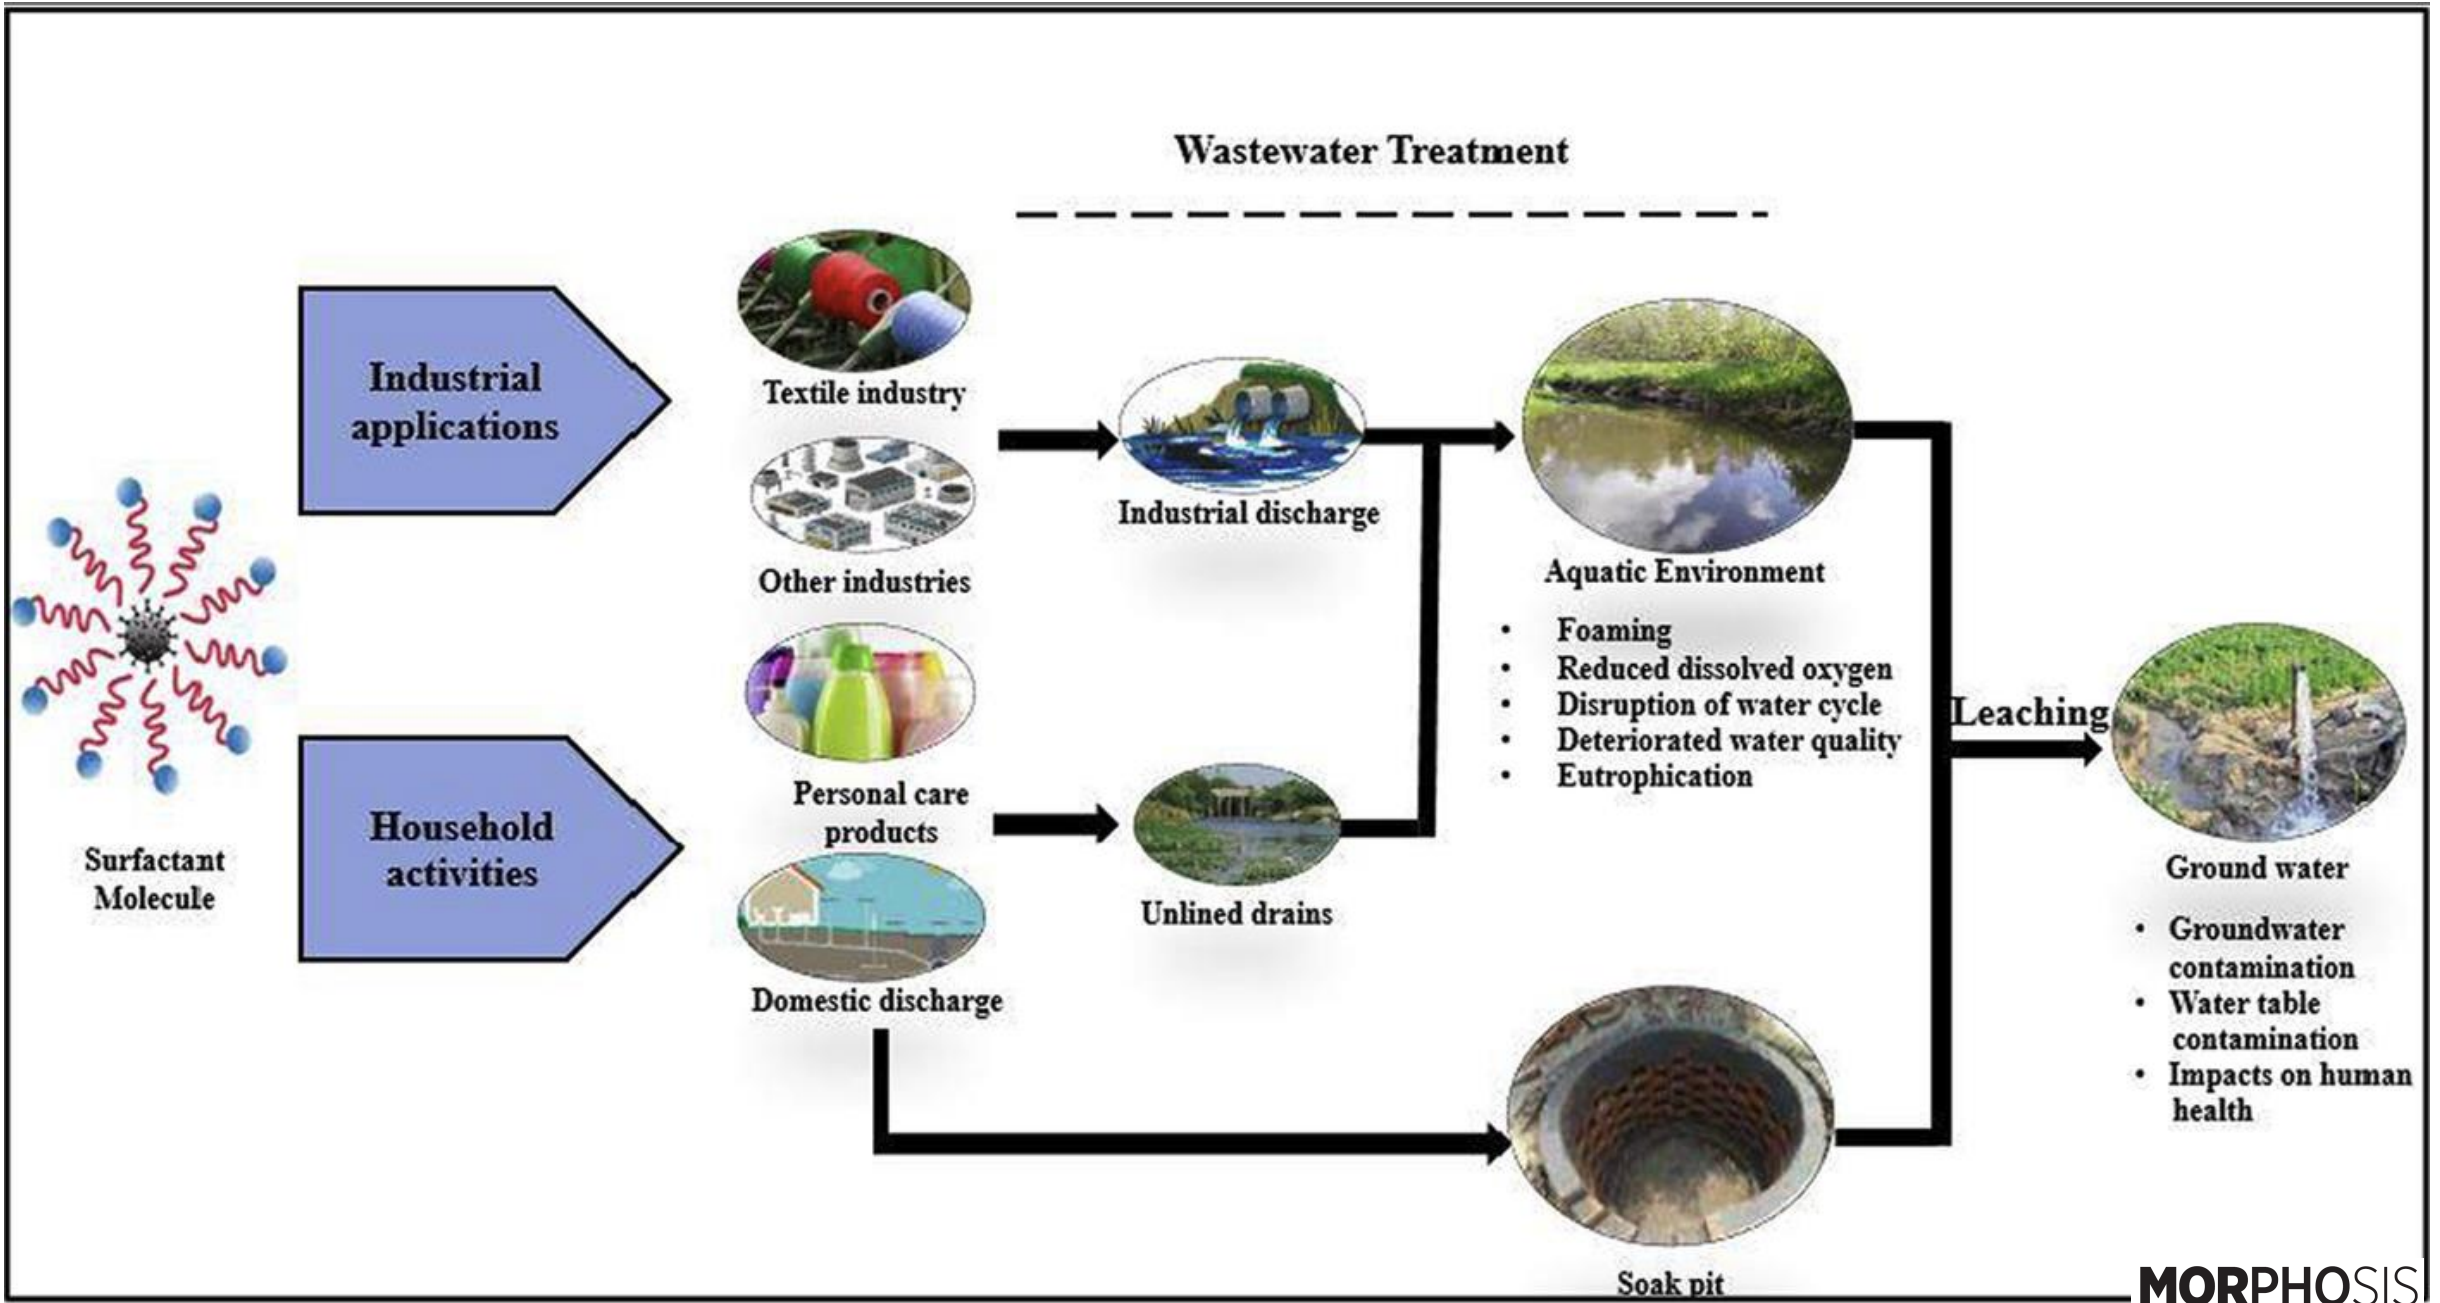 Wastewater Treatment
Industrial
applications
Textile industry
Other industries
Industrial discharge
Aquatic Environment
• Foaming
• Reduced dissolved oxygen
• Disruption of water cycle
• Deteriorated water quality
• Eutrophication
Surfactant
Molecule
Household
activities
Personal care
products
Domestic discharge
Unlined drains
Soak pit
Leaching
Ground water
• Groundwater
contamination
• Water table
contamination
• Impacts on human
health
MORPHOSIS